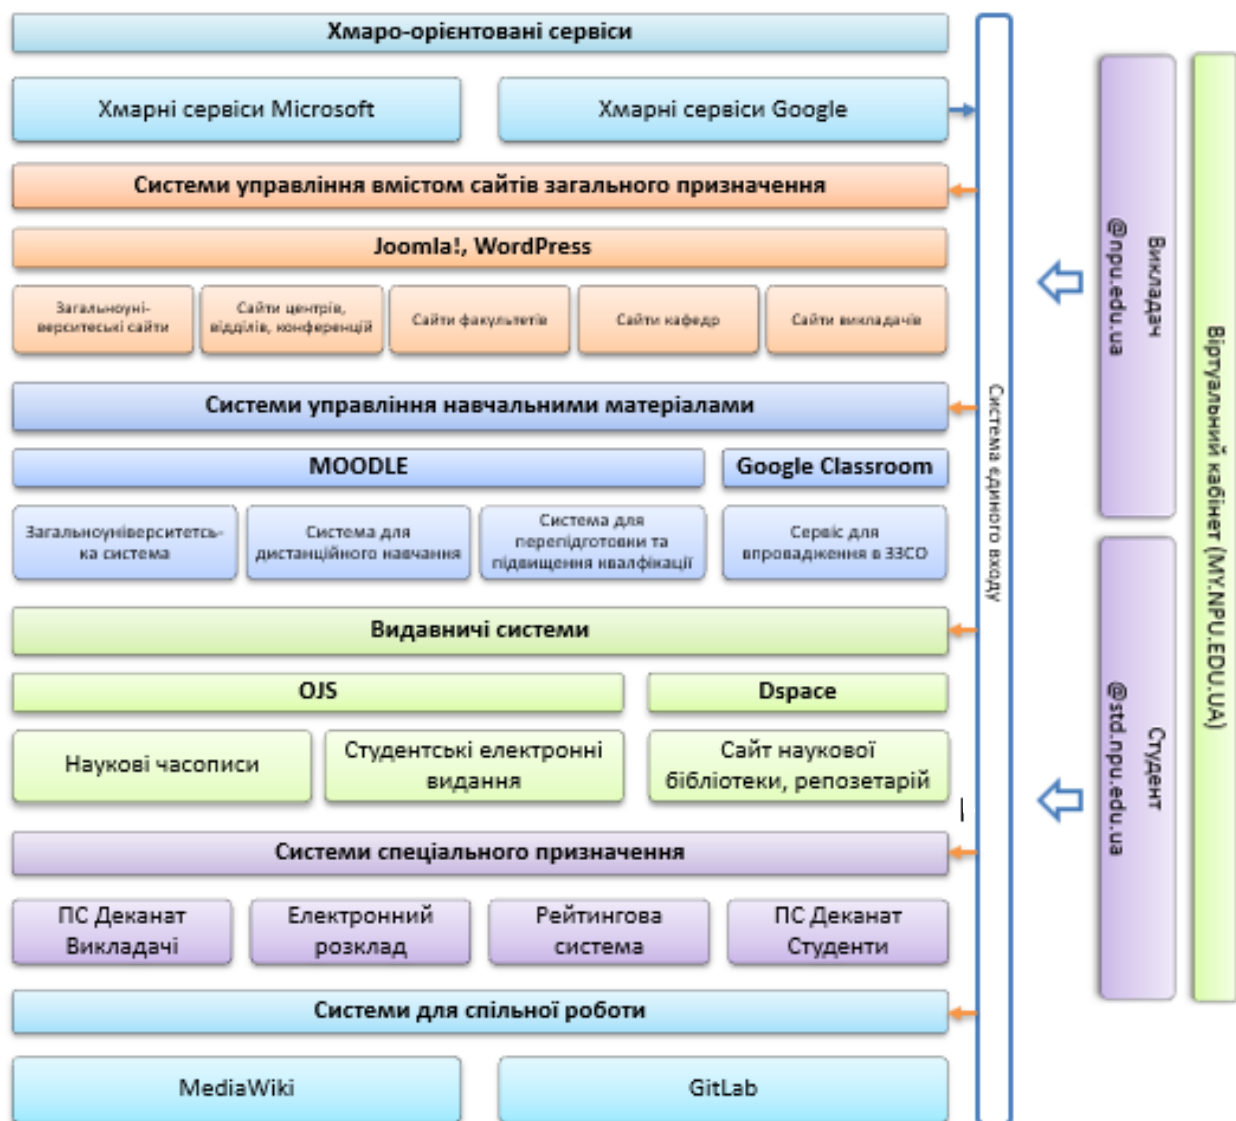 Хмаро-орієнтовані сервіси
Хмарні сервіси Microsoft
Хмарні сервіси Google
Системи управління вмістом сайтів загального призначення
Joomla!, WordPress
Загальноуні-
верситеські сайти
Сайти центрів,
відділів, конференцій
Сайти факультетів
Сайти кафедр
Сайти викладачів
Системи управління навчальними матеріалами
MOODLE
Google Classroom
Загальноуніверситетсь-
ка система
Система для
дистанційного навчання
Система для
перепідготовки та
підвищення квалфікації
Сервіс для
впровадження в ЗЗСО
Видавничі системи
OJS
Dspace
Наукові часописи
Студентські електронні
видання
Сайт наукової
бібліотеки, репозетарій
Системи спеціального призначення
ПС Деканат
Викладачі
Електронний
розклад
Рейтингова
система
ПС Деканат
Студенти
Системи для спільної роботи
MediaWiki
GitLab
Система єдиного входу
Викладач
@npu.edu.ua
Студент
@std.npu.edu.ua
Віртуальний кабінет (MY.NPU.EDU.UA)